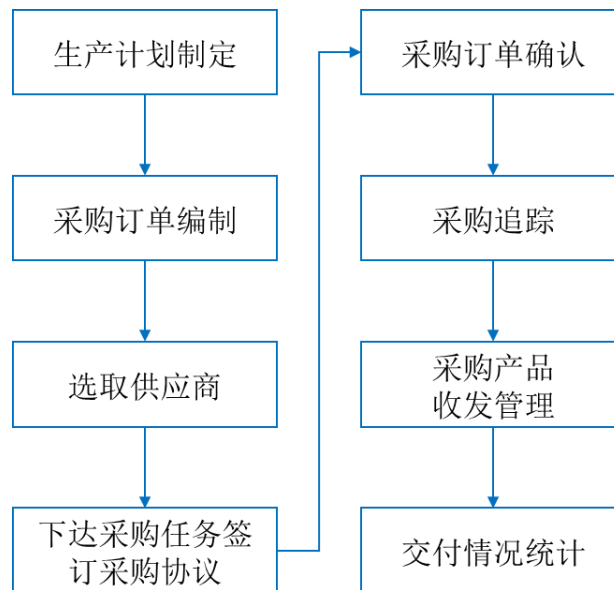 生产计划制定
采购订单编制
选取供应商
下达采购任务签
订采购协议
采购订单确认
采购追踪
采购产品
收发管理
交付情况统计